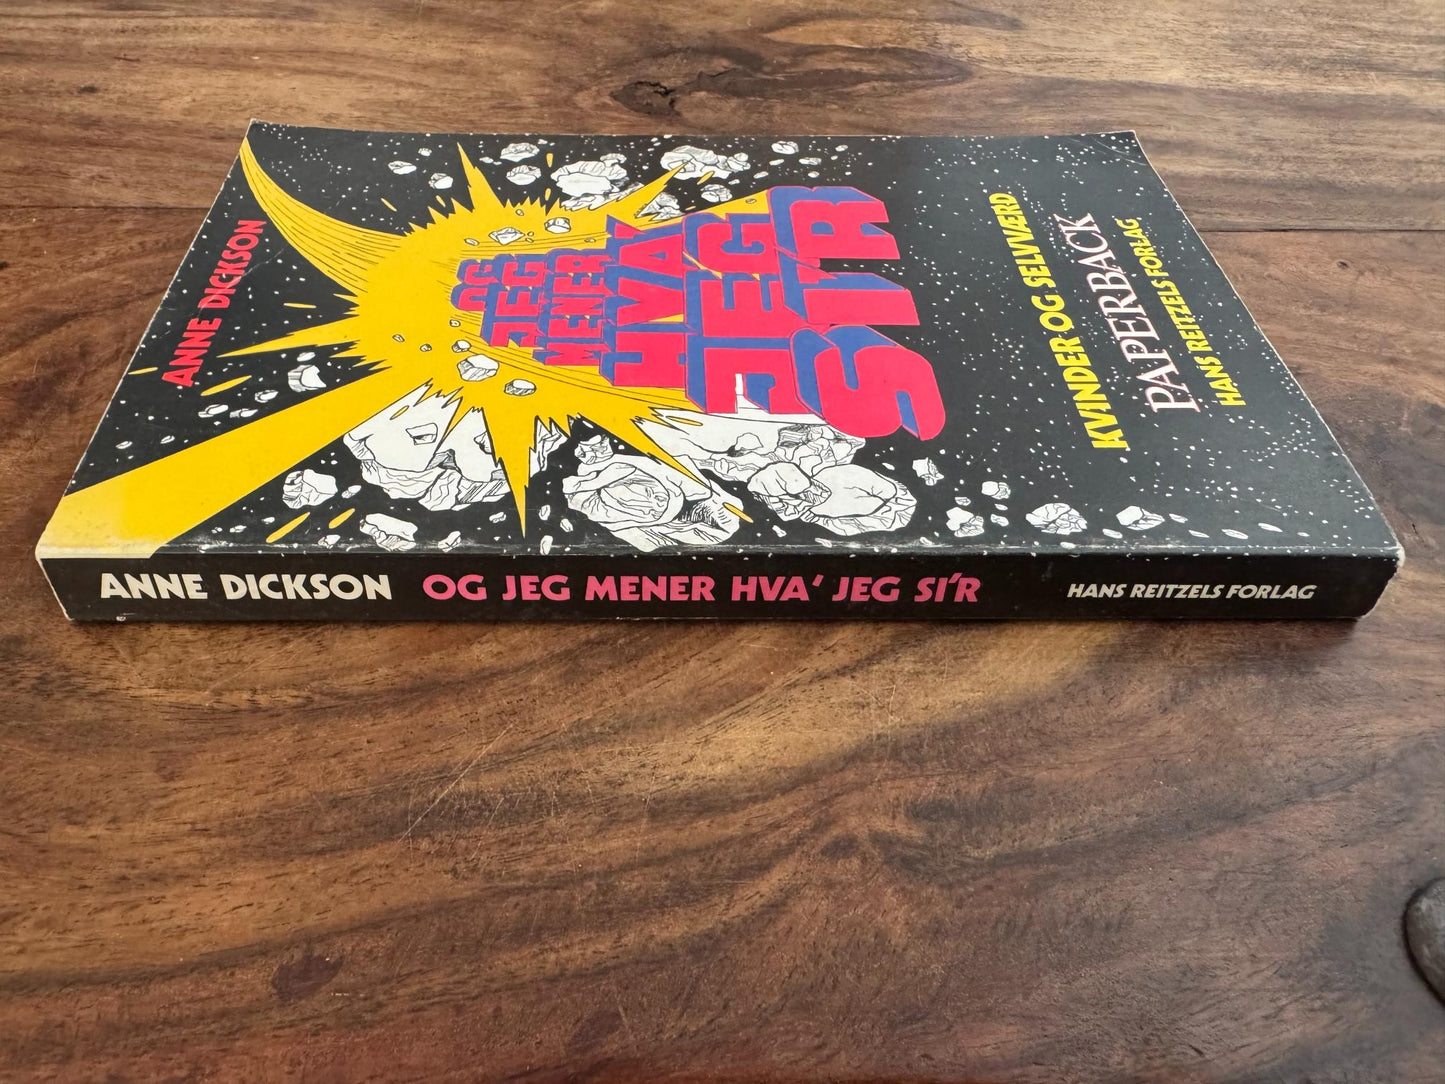 ANNE DICKSON
OG
JEG
MENER
HVA'
JEG
SI'R
KVINDER OG SELVVÆRD
PAPERBACK
HANS REITZELS FORLAG
ANNE DICKSON OG JEG MENER HVA' JEG SI'R HANS REITZELS FORLAG